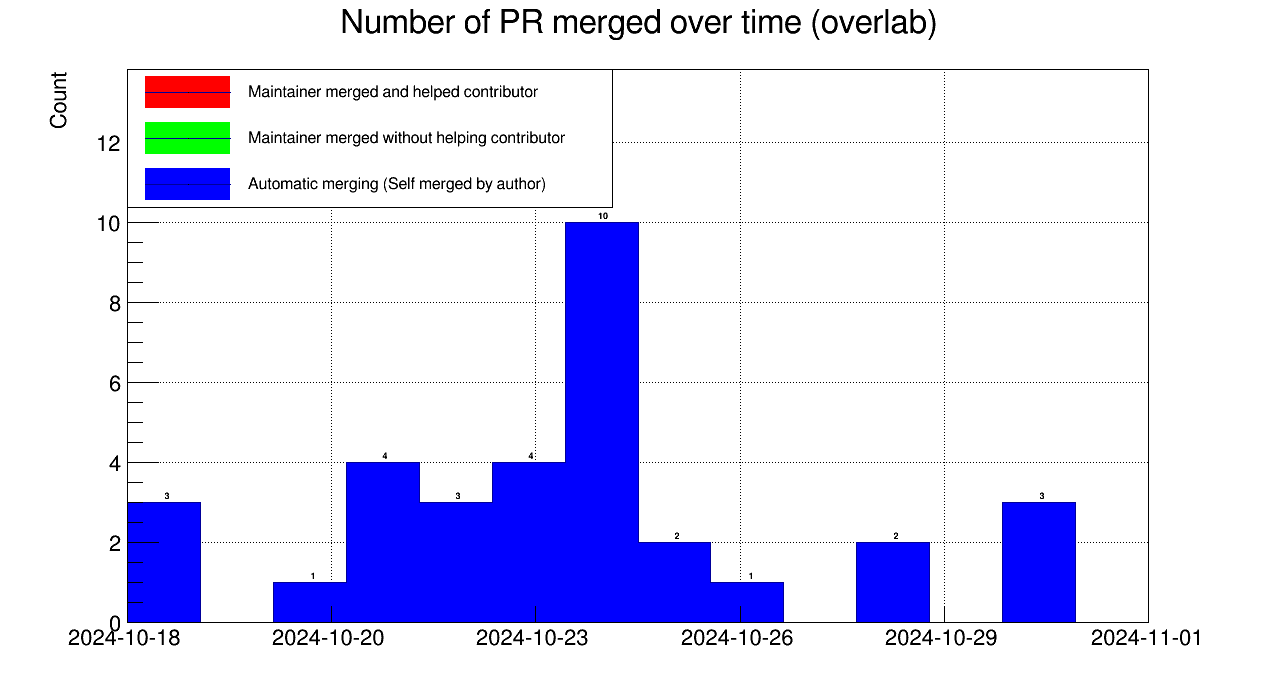 Number of PR merged over time (overlab)
Count
Maintainer merged and helped contributor
Maintainer merged without helping contributor
Automatic merging (Self merged by author)
12
10
8
6
4
2
0
3
1
4
3
4
10
2
1
2
3
2024-10-18 2024-10-20 2024-10-23 2024-10-26 2024-10-29 2024-11-01